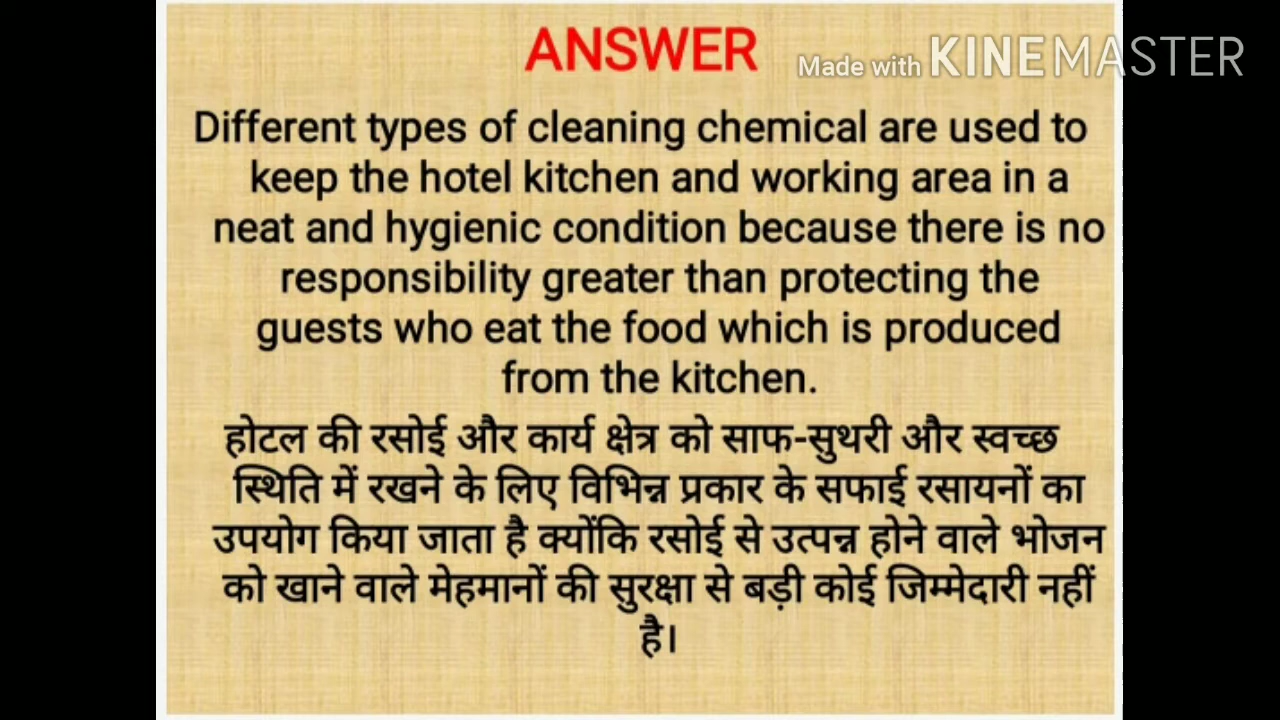 ANSWER
Made with KINEMASTER
Different types of cleaning chemical are used to
keep the hotel kitchen and working area in a
neat and hygienic condition because there is no
responsibility greater than protecting the
guests who eat the food which is produced
from the kitchen.
होटल की रसोई और कार्य क्षेत्र को साफ-सुथरी और स्वच्छ
स्थिति में रखने के लिए विभिन्न प्रकार के सफाई रसायनों का
उपयोग किया जाता है क्योंकि रसोई से उत्पन्न होने वाले भोजन
को खाने वाले मेहमानों की सुरक्षा से बड़ी कोई जिम्मेदारी नहीं
है।